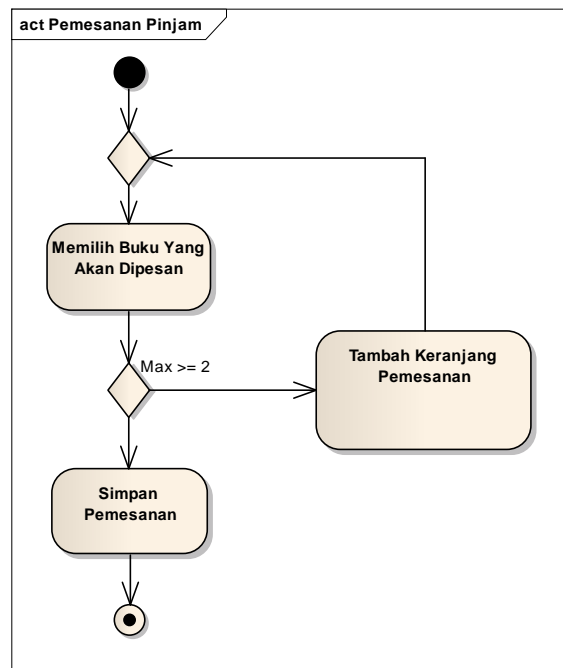 act Pemesanan Pinjam
Memilih Buku Yang
Akan Dipesan
Max >= 2
Tambah Keranjang
Pemesanan
Simpan
Pemesanan